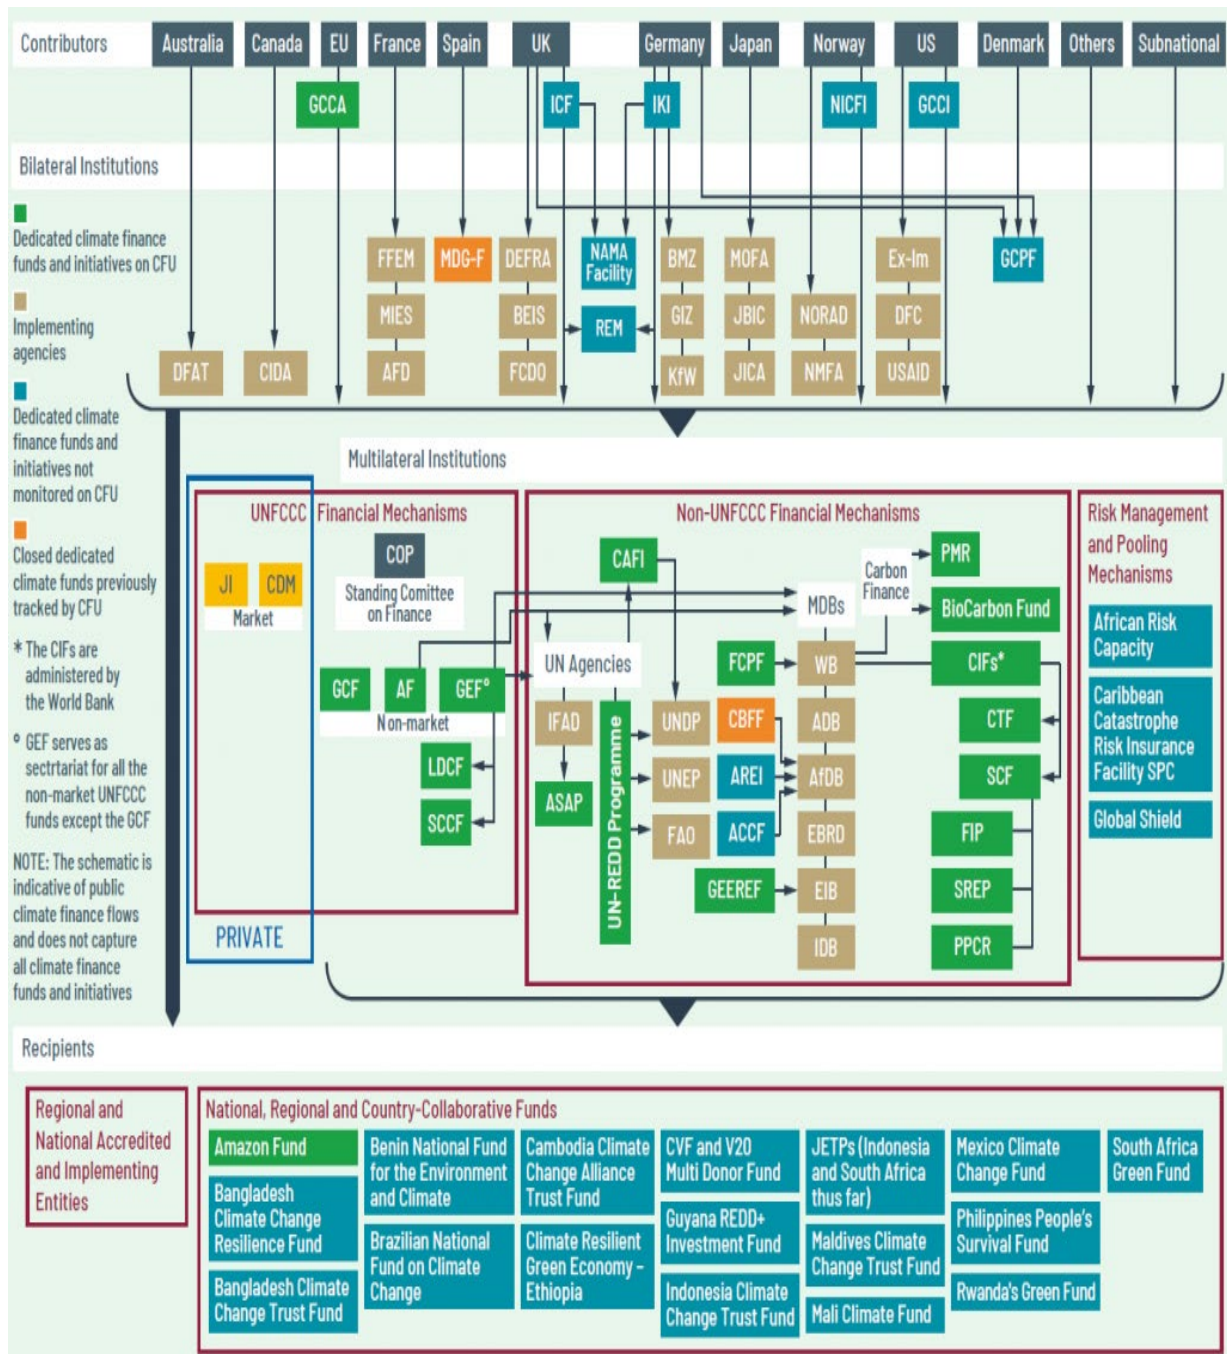 Contributors
Australia
Canada
EU
France
Spain
UK
Germany
Japan
Norway
US
Denmark
Others
Subnational
GCCA
ICF
IKI
NICFI
GCCI
Bilateral Institutions
Dedicated climate finance
funds and initiatives on CFU
Implementing
agencies
Dedicated climate
finance funds and
initiatives not
monitored on CFU
Closed dedicated
climate funds previously
tracked by CFU
* The CIFs are
administered by
the World Bank
° GEF serves as
sectrtariat for all the
non-market UNFCCC
funds except the GCF
NOTE: The schematic is
indicative of public
climate finance flows
and does not capture
all climate finance
funds and initiatives
FFEM
MDG-F
DEFRA
NAMA
Facility
BMZ
MOFA
Ex-Im
GCPF
MIES
BEIS
REM
GIZ
JBIC
NORAD
DFC
DFAT
CIDA
AFD
FCDO
KfW
JICA
NMFA
USAID
Multilateral Institutions
UNFCCC Financial Mechanisms
JI
CDM
Market
COP
Standing Comittee
on Finance
GCF
AF
GEF°
Non-market
LDCF
SCCF
PRIVATE
Non-UNFCCC Financial Mechanisms
CAFI
UN Agencies
IFAD
ASAP
UN-REDD Programme
UNDP
UNEP
FAO
FCPF
CBFF
AREI
ACCF
GEEREF
MDBs
WB
ADB
AfDB
EBRD
EIB
IDB
Carbon
Finance
PMR
BioCarbon Fund
CIFs*
CTF
SCF
FIP
SREP
PPCR
Risk Management
and Pooling
Mechanisms
African Risk
Capacity
Caribbean
Catastrophe
Risk Insurance
Facility SPC
Global Shield
Recipients
Regional and
National Accredited
and Implementing
Entities
National, Regional and Country-Collaborative Funds
Amazon Fund
Bangladesh
Climate Change
Resilience Fund
Bangladesh Climate
Change Trust Fund
Benin National Fund
for the Environment
and Climate
Brazilian National
Fund on Climate
Change
Cambodia Climate
Change Alliance
Trust Fund
Climate Resilient
Green Economy –
Ethiopia
CVF and V20
Multi Donor Fund
Guyana REDD+
Investment Fund
Indonesia Climate
Change Trust Fund
JETPs (Indonesia
and South Africa
thus far)
Maldives Climate
Change Trust Fund
Mali Climate Fund
Mexico Climate
Change Fund
Philippines People's
Survival Fund
Rwanda's Green Fund
South Africa
Green Fund